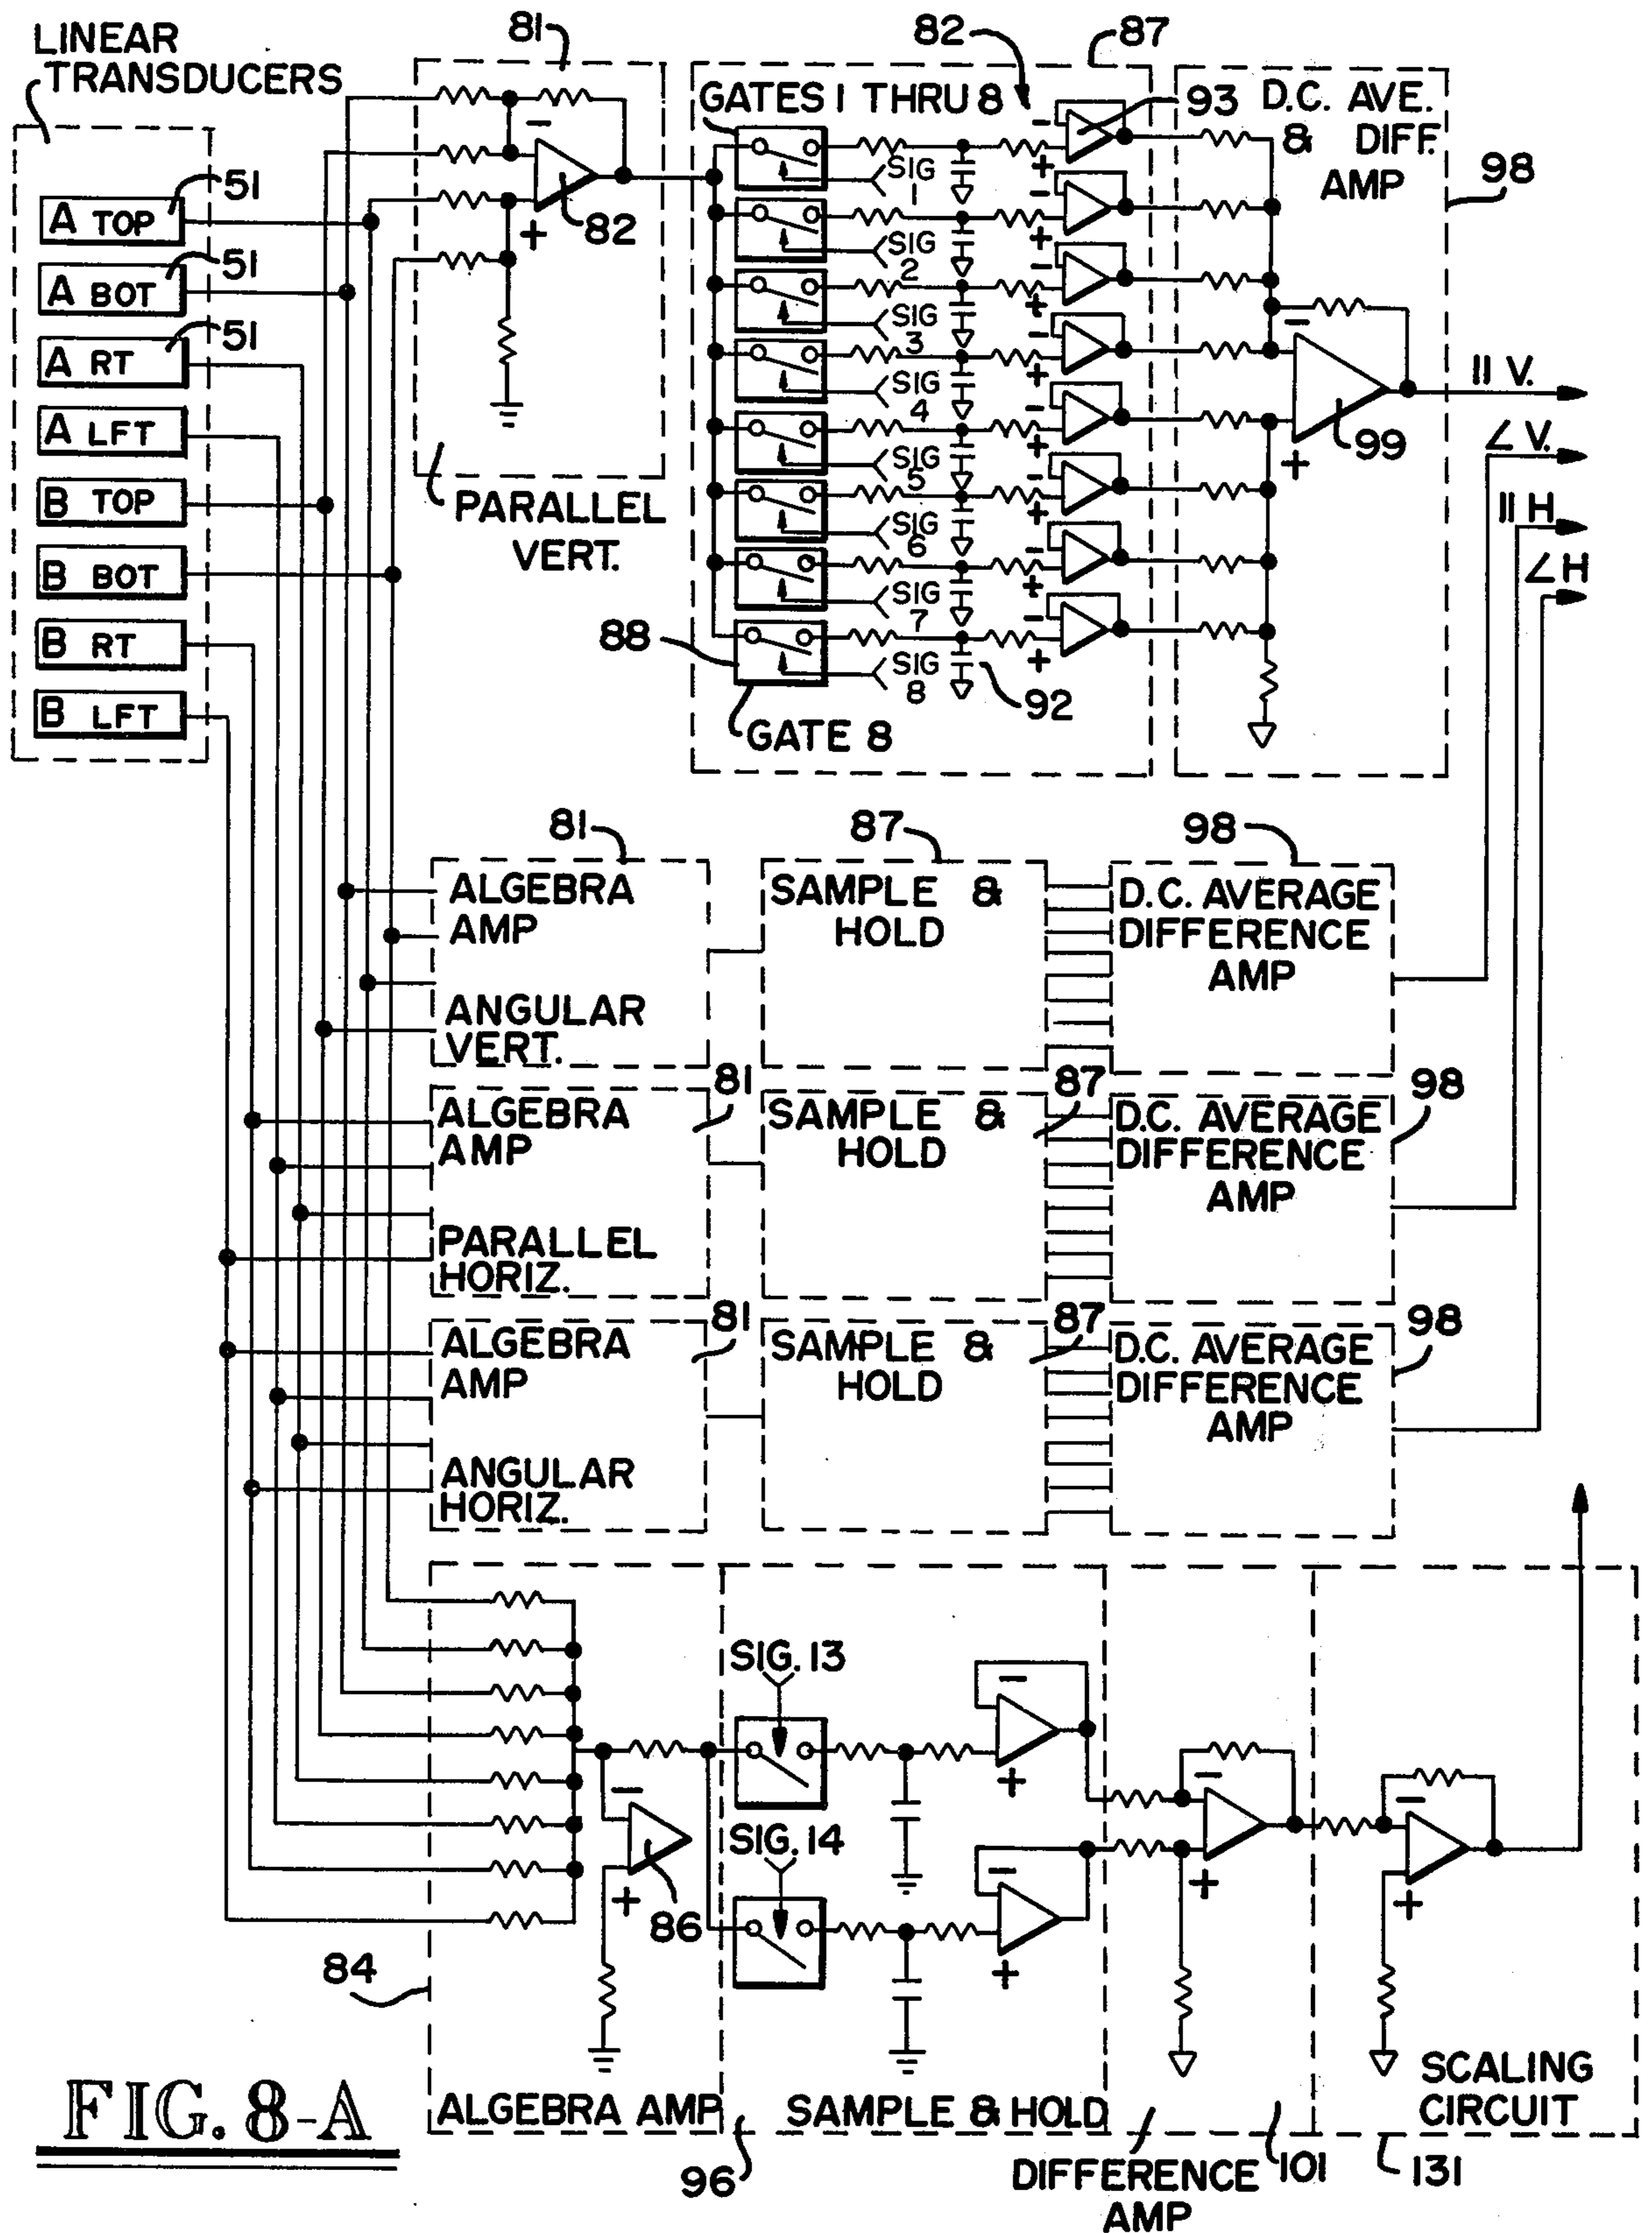 LINEAR
TRANSDUCERS
81
82
87
GATES 1 THRU 8
93
D.C. AVE.
& DIFF.
AMP
98
51
A TOP
51
A BOT
51
A RT
A LFT
B TOP
B BOT
B RT
B LFT
-
+
82
PARALLEL
VERT.
SIG
1
SIG
2
SIG
3
SIG
4
SIG
5
SIG
6
SIG
7
SIG
8
-
+
-
+
-
+
-
+
-
+
-
+
-
+
-
+
88
92
GATE 8
-
+
99
|| V.
∠ V.
|| H
∠ H
81
87
98
ALGEBRA
AMP
ANGULAR
VERT.
SAMPLE &
HOLD
D.C. AVERAGE
DIFFERENCE
AMP
81
87
98
ALGEBRA
AMP
PARALLEL
HORIZ.
SAMPLE &
HOLD
D.C. AVERAGE
DIFFERENCE
AMP
81
87
98
ALGEBRA
AMP
ANGULAR
HORIZ.
SAMPLE &
HOLD
D.C. AVERAGE
DIFFERENCE
AMP
SIG. 13
SIG. 14
-
+
86
-
+
-
+
-
+
-
+
84
ALGEBRA AMP
96
SAMPLE & HOLD
DIFFERENCE
AMP
101
SCALING
CIRCUIT
131
FIG. 8-A